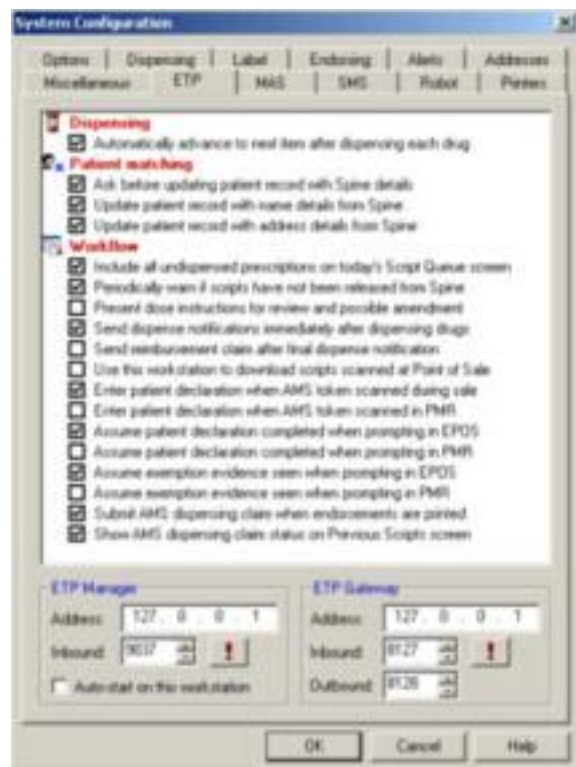 System Configuration
Options Dispensing Label Endorsing Alerts Addresses
Miscellaneous ETP MAS SMS Robot Printers
Dispensing
Automatically advance to next item after dispensing each drug
Patient matching
Ask before updating patient record with Spine details
Update patient record with name details from Spine
Update patient record with address details from Spine
Workflow
Include all undispensed prescriptions on today's Script Queue screen
Periodically warn if scripts have not been released from Spine
Present dose instructions for review and possible amendment
Send dispense notifications immediately after dispensing drugs
Send reimbursement claim after final dispense notification
Use this workstation to download scripts scanned at Point of Sale
Enter patient declaration when AMS token scanned during sale
Enter patient declaration when AMS token scanned in PMR
Assume patient declaration completed when prompting in EPOS
Assume patient declaration completed when prompting in PMR
Assume exemption evidence seen when prompting in EPOS
Assume exemption evidence seen when prompting in PMR
Submit AMS dispensing claim when endorsements are printed
Show AMS dispensing claim status on Previous Scripts screen
ETP Manager ETP Gateway
Address: 127 . 0 . 0 . 1 Address: 127 . 0 . 0 . 1
Inbound: 9037 ! Inbound: 8127 !
Auto-start on this workstation Outbound: 8128
OK Cancel Help